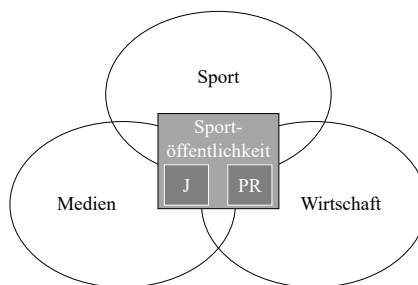 Sport
Sport-
öffentlichkeit
J PR
Medien
Wirtschaft